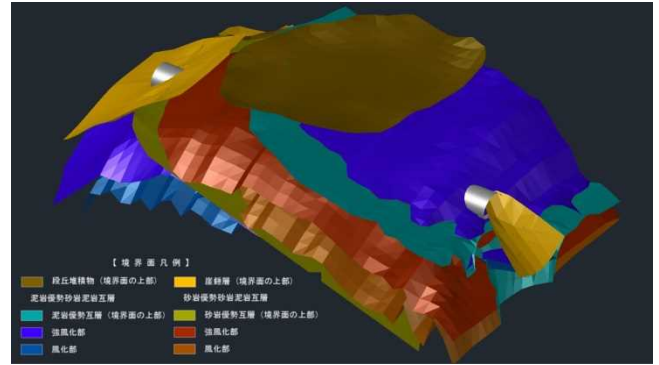 【境界面凡例】
段丘堆積物（境界面の上部） 崖錐層（境界面の上部）
泥岩優勢砂岩泥岩互層 砂岩優勢砂岩泥岩互層
泥岩優勢互層（境界面の上部） 砂岩優勢互層（境界面の上部）
強風化部 強風化部
風化部 風化部